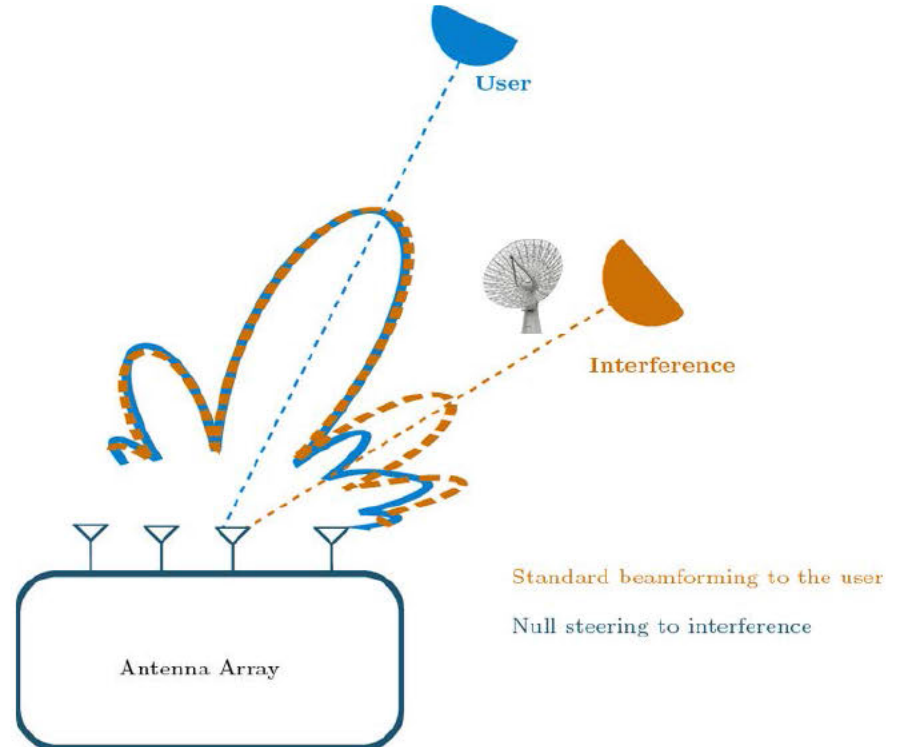 User
Interference
Standard beamforming to the user
Null steering to interference
Antenna Array